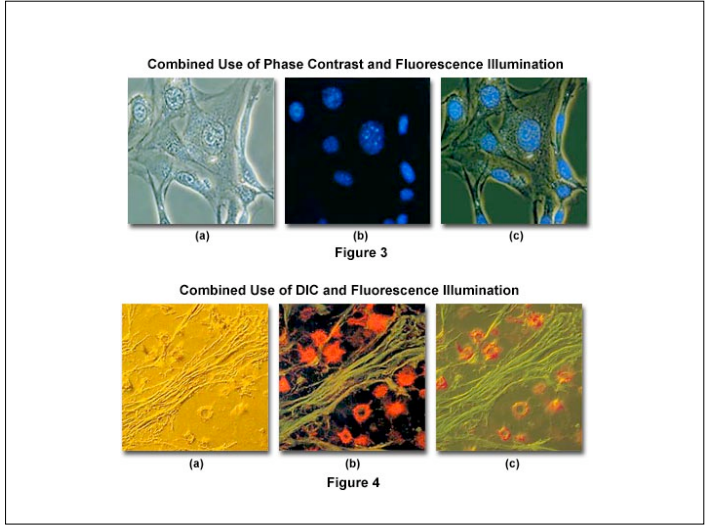 Combined Use of Phase Contrast and Fluorescence Illumination
(a) (b) (c)
Figure 3
Combined Use of DIC and Fluorescence Illumination
(a) (b) (c)
Figure 4